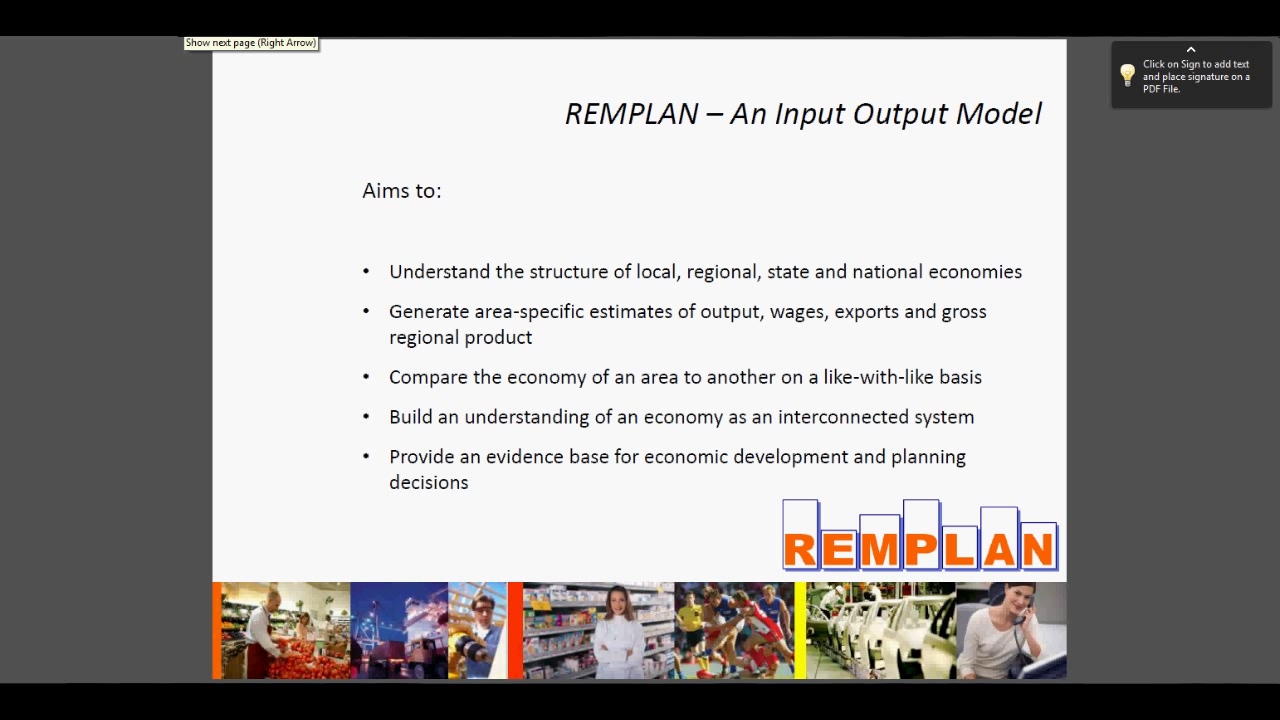 Show next page (Right Arrow)
Click on Sign to add text
and place signature on a
PDF File.
REMPLAN – An Input Output Model
Aims to:
• Understand the structure of local, regional, state and national economies
• Generate area-specific estimates of output, wages, exports and gross
regional product
• Compare the economy of an area to another on a like-with-like basis
• Build an understanding of an economy as an interconnected system
• Provide an evidence base for economic development and planning
decisions
REMPLAN